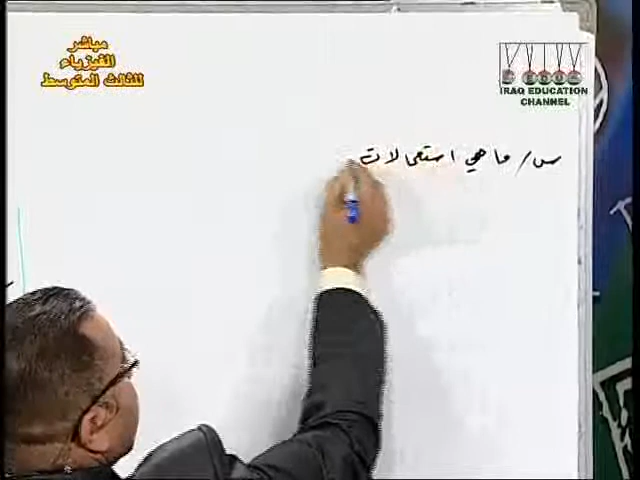 مباشر
الفيزياء
للثالث المتوسط
IRAQ EDUCATION
CHANNEL
س/ ما هي استعمالات